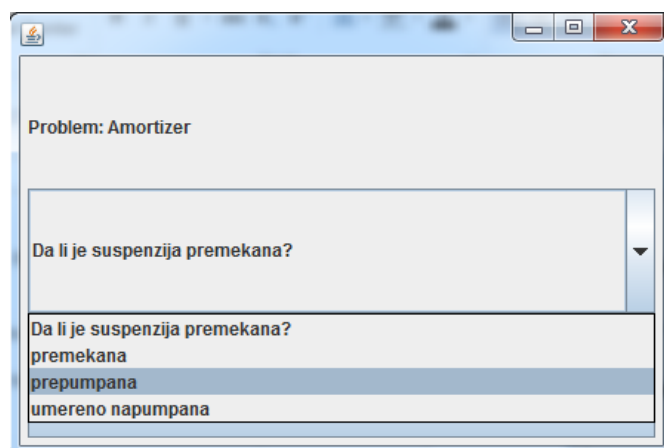 Problem: Amortizer
Da li je suspenzija premekana?
Da li je suspenzija premekana?
premekana
prepumpana
umereno napumpana